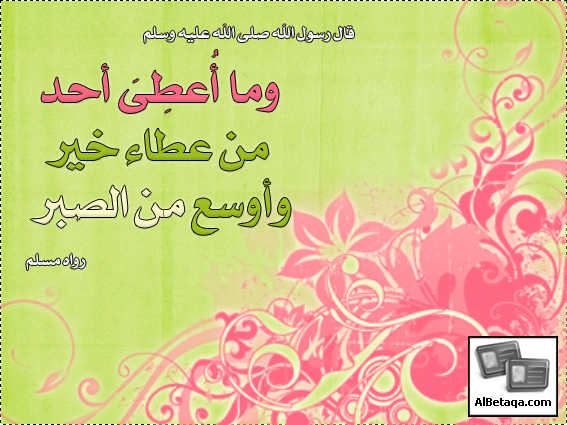 قال رسول الله صلى الله عليه وسلم
وما أُعطِىَ أحد
من عطاءِ خير
وأوسع من الصبر
رواه مسلم
AlBetaqa.com